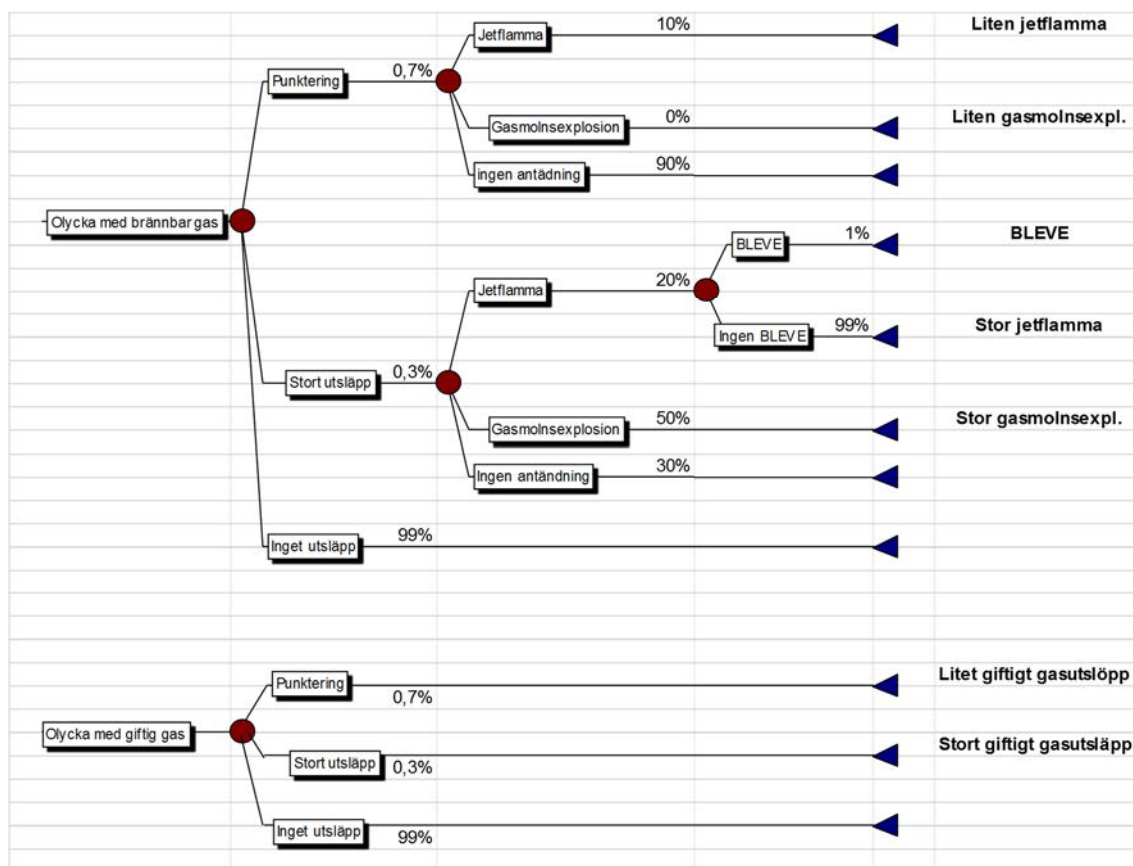 Jetflamma 10% Liten jetflamma
Punktering 0,7%
Gasmolnsexplosion 0% Liten gasmolnsexpl.
ingen antädning 90%
Olycka med brännbar gas
BLEVE 1% BLEVE
Jetflamma 20%
Ingen BLEVE 99% Stor jetflamma
Stort utsläpp 0,3%
Gasmolnsexplosion 50% Stor gasmolnsexpl.
Ingen antändning 30%
Inget utsläpp 99%
Punktering 0,7% Litet giftigt gasutslöpp
Olycka med giftig gas
Stort utsläpp 0,3% Stort giftigt gasutsläpp
Inget utsläpp 99%